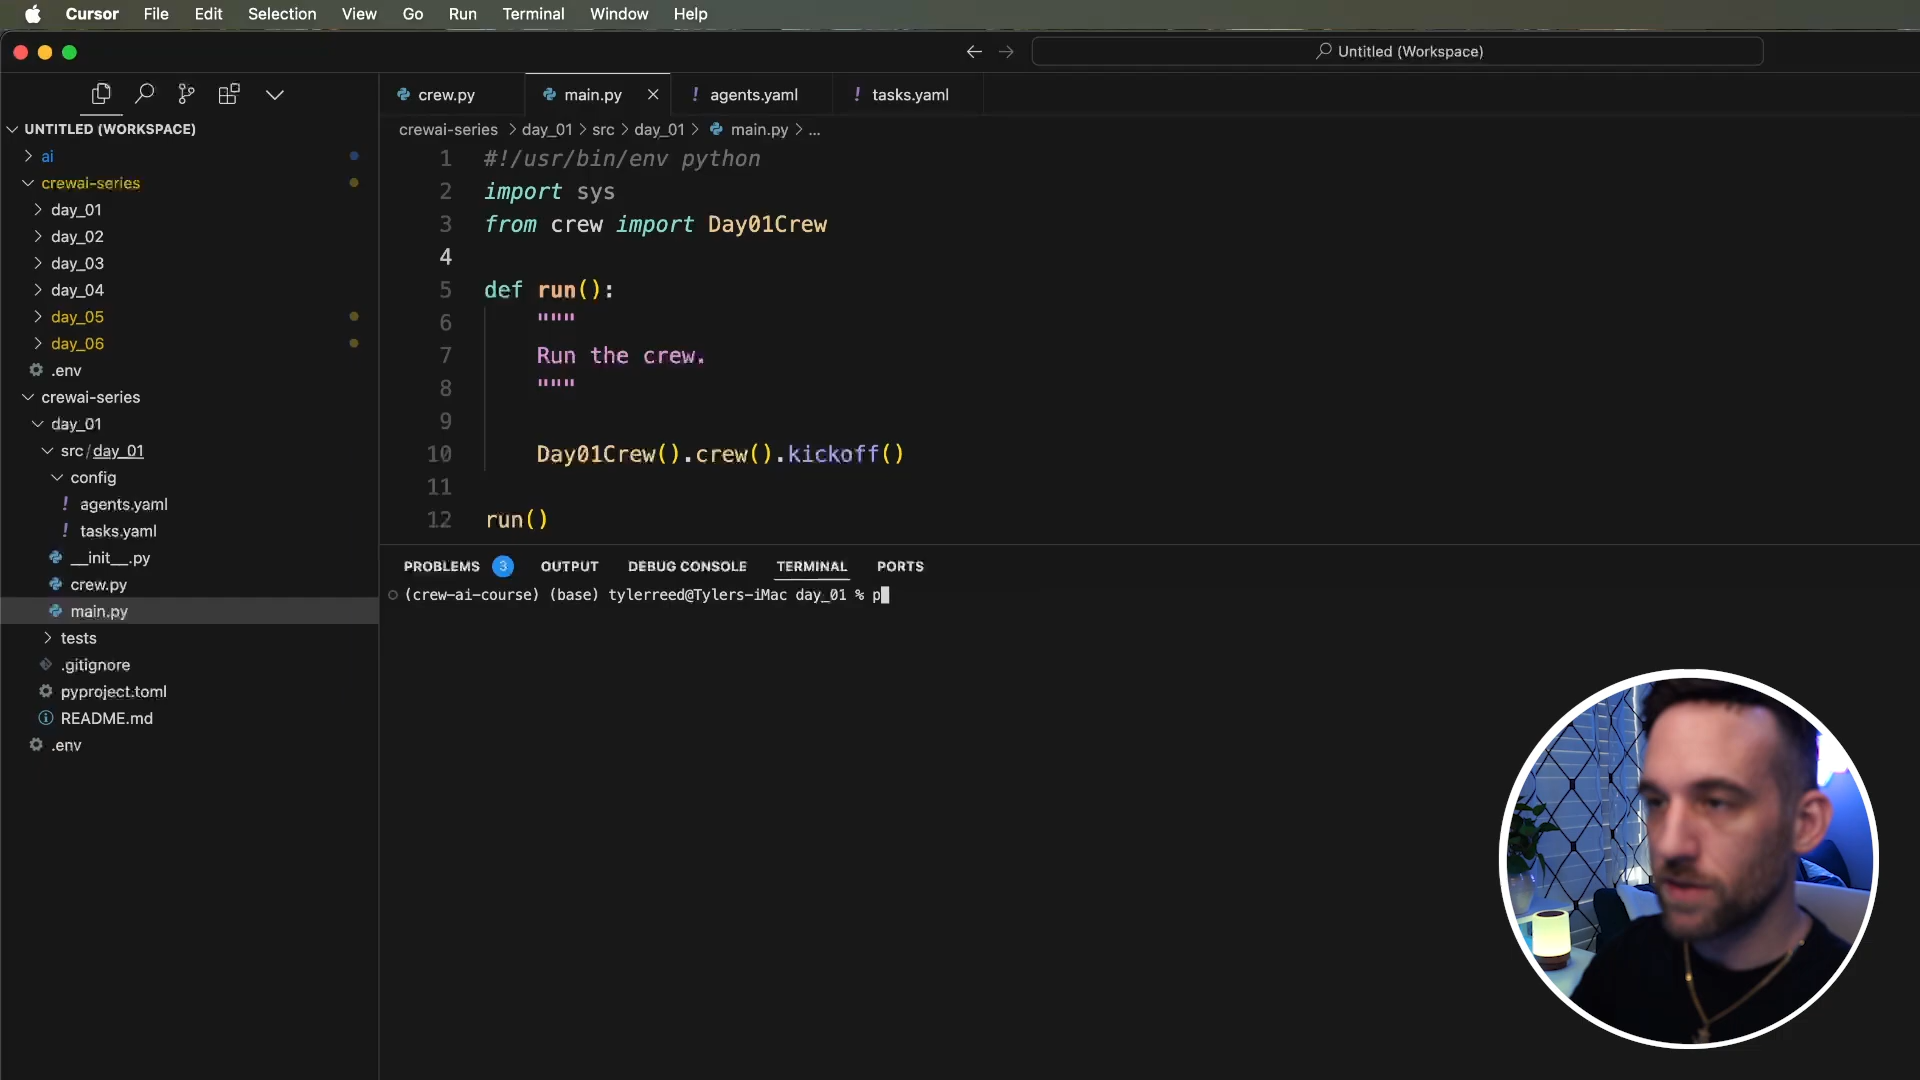 Cursor File Edit Selection View Go Run Terminal Window Help
Untitled (Workspace)
crew.py
main.py
! agents.yaml
! tasks.yaml
crewai-series > day_01 > src > day_01 > main.py > ...
UNTITLED (WORKSPACE)
ai
crewai-series
day_01
day_02
day_03
day_04
day_05
day_06
.env
crewai-series
day_01
src/day_01
config
! agents.yaml
! tasks.yaml
__init__.py
crew.py
main.py
tests
.gitignore
pyproject.toml
README.md
.env
1 #!/usr/bin/env python
2 import sys
3 from crew import Day01Crew
4
5 def run():
6 """
7 Run the crew.
8 """
9
10 Day01Crew().crew().kickoff()
11
12 run()
PROBLEMS 3 OUTPUT DEBUG CONSOLE TERMINAL PORTS
(crew-ai-course) (base) tylerreed@Tylers-iMac day_01 % p